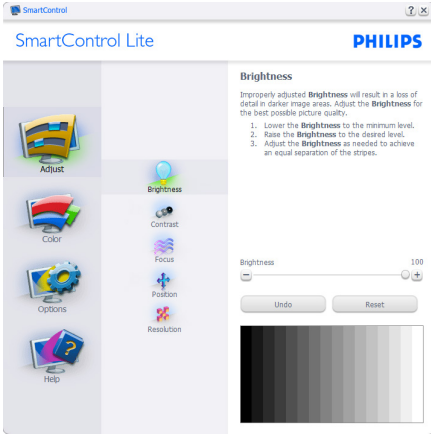 SmartControl
SmartControl Lite
PHILIPS
Adjust
Color
Options
Help
Brightness
Contrast
Focus
Position
Resolution
Brightness
Improperly adjusted Brightness will result in a loss of
detail in darker image areas. Adjust the Brightness for
the best possible picture quality.
1. Lower the Brightness to the minimum level.
2. Raise the Brightness to the desired level.
3. Adjust the Brightness as needed to achieve
an equal separation of the stripes.
Brightness 100
Undo Reset